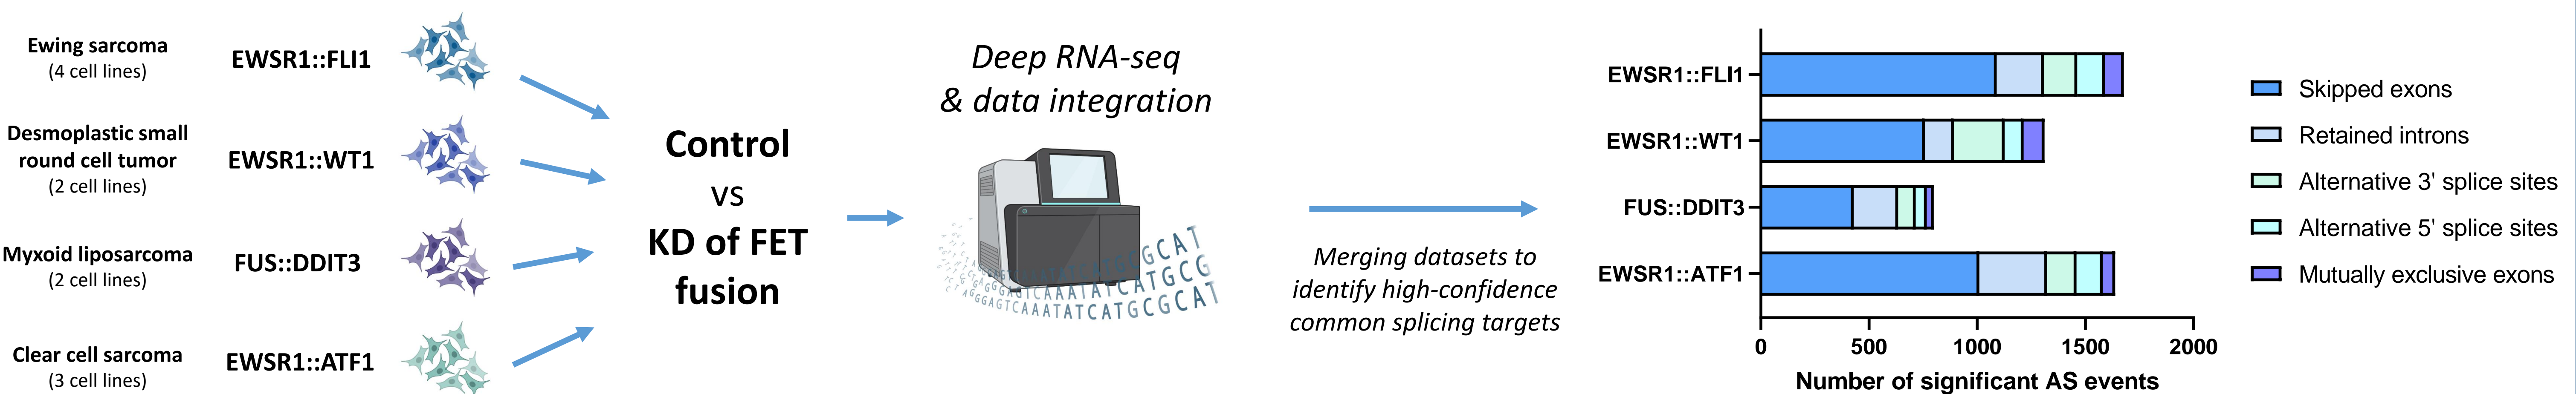 Ewing sarcoma
(4 cell lines)
EWSR1::FLI1
Desmoplastic small
round cell tumor
(2 cell lines)
EWSR1::WT1
Myxoid liposarcoma
(2 cell lines)
FUS::DDIT3
Clear cell sarcoma
(3 cell lines)
EWSR1::ATF1
Control
vs
KD of FET
fusion
Deep RNA-seq
& data integration
Merging datasets to
identify high-confidence
common splicing targets
EWSR1::FLI1
EWSR1::WT1
FUS::DDIT3
EWSR1::ATF1
0 500 1000 1500 2000
Number of significant AS events
Skipped exons
Retained introns
Alternative 3' splice sites
Alternative 5' splice sites
Mutually exclusive exons